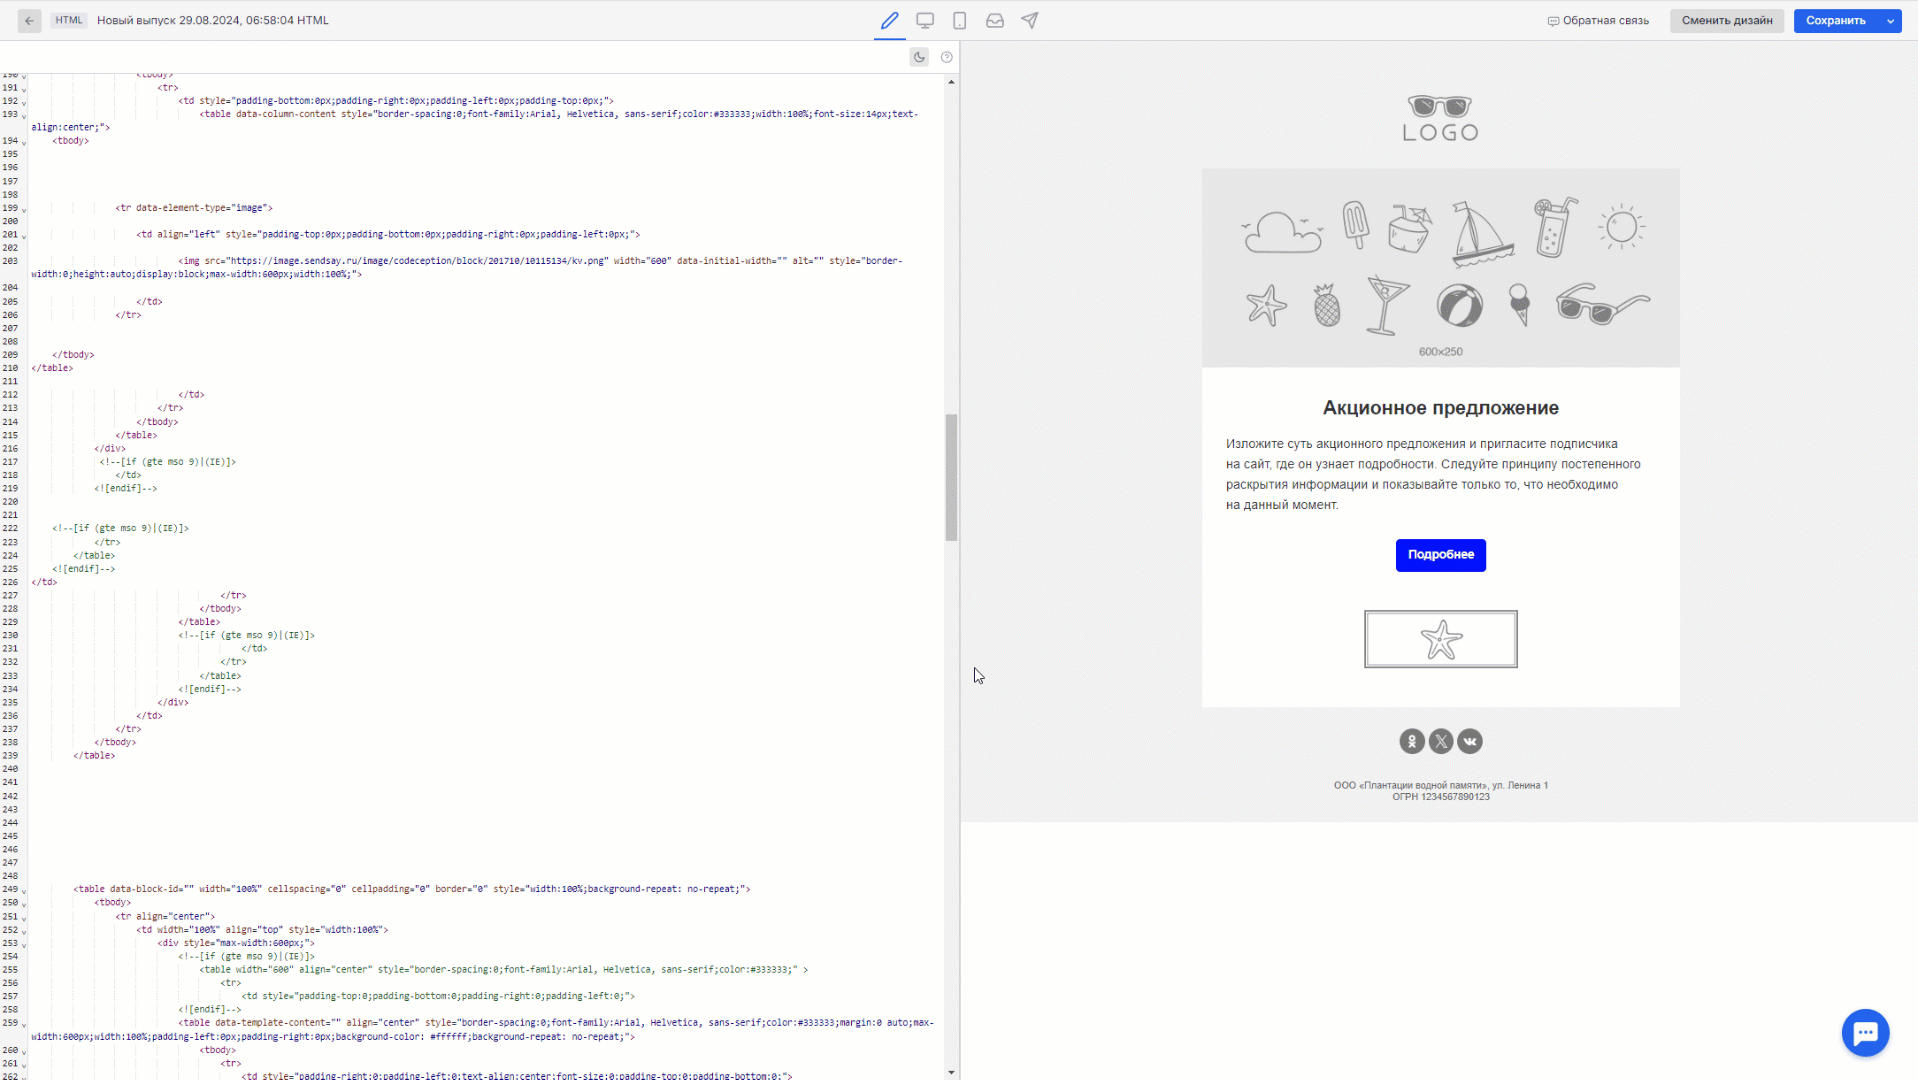 HTML Новый выпуск 29.08.2024, 06:58:04 HTML
Обратная связь Сменить дизайн Сохранить
190 <tbody>
191 <tr>
192 <td style="padding-bottom:0px;padding-right:0px;padding-left:0px;padding-top:0px;">
193 <table data-column-content style="border-spacing:0;font-family:Arial, Helvetica, sans-serif;color:#333333;width:100%;font-size:14px;text-
align:center;">
194 <tbody>
195
196
197
198
199 <tr data-element-type="image">
200
201 <td align="left" style="padding-top:0px;padding-bottom:0px;padding-right:0px;padding-left:0px;">
202
203 <img src="https://image.sendsay.ru/image/codeception/block/201710/10115134/kv.png" width="600" data-initial-width="" alt="" style="border-
width:0;height:auto;display:block;max-width:600px;width:100%;">
204
205 </td>
206 </tr>
207
208
209 </tbody>
210 </table>
211
212 </td>
213 </tr>
214 </tbody>
215 </table>
216 </div>
217 <!--[if (gte mso 9)|(IE)]>
218 </td>
219 <![endif]-->
220
221
222 <!--[if (gte mso 9)|(IE)]>
223 </tr>
224 </table>
225 <![endif]-->
226 </td>
227 </tr>
228 </tbody>
229 </table>
230 <!--[if (gte mso 9)|(IE)]>
231 </td>
232 </tr>
233 </table>
234 <![endif]-->
235 </div>
236 </td>
237 </tr>
238 </tbody>
239 </table>
240
241
242
243
244
245
246
247
248
249 <table data-block-id="" width="100%" cellspacing="0" cellpadding="0" border="0" style="width:100%;background-repeat: no-repeat;">
250 <tbody>
251 <tr align="center">
252 <td width="100%" align="top" style="width:100%">
253 <div style="max-width:600px;">
254 <!--[if (gte mso 9)|(IE)]>
255 <table width="600" align="center" style="border-spacing:0;font-family:Arial, Helvetica, sans-serif;color:#333333;" >
256 <tr>
257 <td style="padding-top:0;padding-bottom:0;padding-right:0;padding-left:0;">
258 <![endif]-->
259 <table data-template-content="" align="center" style="border-spacing:0;font-family:Arial, Helvetica, sans-serif;color:#333333;margin:0 auto;max-
width:600px;width:100%;padding-left:0px;padding-right:0px;background-color: #ffffff;background-repeat: no-repeat;">
260 <tbody>
261 <tr>
262 <td style="padding-right:0;padding-left:0;text-align:center;font-size:0;padding-top:0;padding-bottom:0;">
LOGO
600×250
Акционное предложение
Изложите суть акционного предложения и пригласите подписчика
на сайт, где он узнает подробности. Следуйте принципу постепенного
раскрытия информации и показывайте только то, что необходимо
на данный момент.
Подробнее
ООО «Плантации водной памяти», ул. Ленина 1
ОГРН 1234567890123